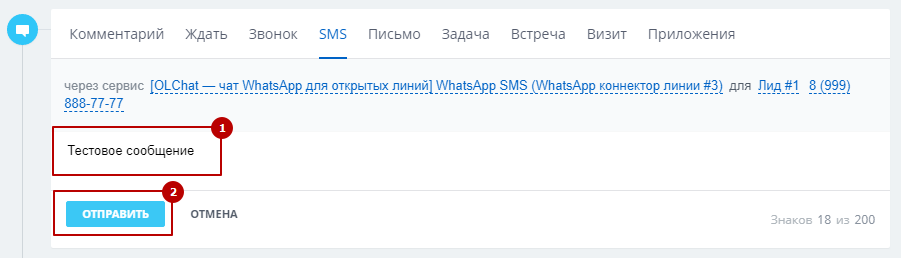 Комментарий Ждать Звонок SMS Письмо Задача Встреча Визит Приложения
через сервис [OLChat — чат WhatsApp для открытых линий] WhatsApp SMS (WhatsApp коннектор линии #3) для Лид #1 8 (999)
888-77-77
1
Тестовое сообщение
2
ОТПРАВИТЬ ОТМЕНА
Знаков 18 из 200